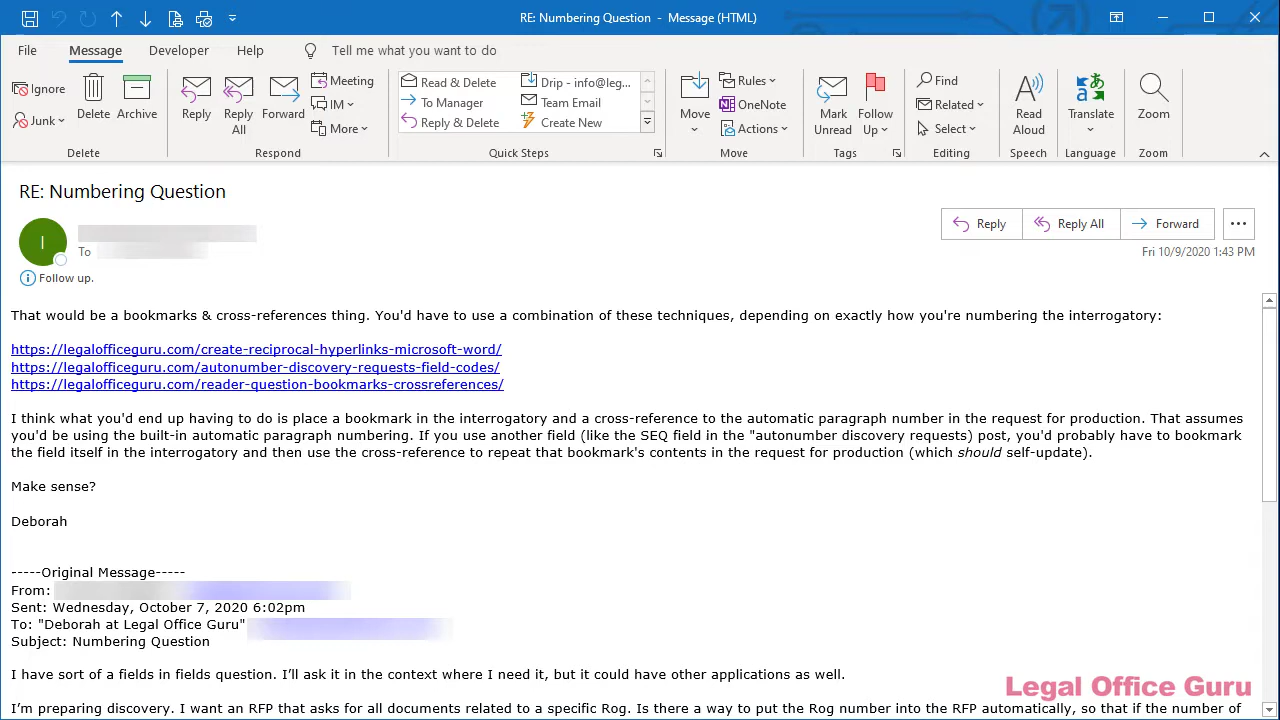 RE: Numbering Question - Message (HTML)
File Message Developer Help Tell me what you want to do
Ignore
Junk
Delete
Archive
Delete
Reply
Reply All
Forward
Meeting
IM
More
Respond
Read & Delete
To Manager
Reply & Delete
Drip - info@leg...
Team Email
Create New
Quick Steps
Move
Rules
OneNote
Actions
Move
Mark Unread
Follow Up
Tags
Find
Related
Select
Editing
Read Aloud
Speech
Translate
Language
Zoom
Zoom
RE: Numbering Question
I
To
Reply Reply All Forward ...
Fri 10/9/2020 1:43 PM
Follow up.
That would be a bookmarks & cross-references thing. You'd have to use a combination of these techniques, depending on exactly how you're numbering the interrogatory:
https://legalofficeguru.com/create-reciprocal-hyperlinks-microsoft-word/
https://legalofficeguru.com/autonumber-discovery-requests-field-codes/
https://legalofficeguru.com/reader-question-bookmarks-crossreferences/
I think what you'd end up having to do is place a bookmark in the interrogatory and a cross-reference to the automatic paragraph number in the request for production. That assumes
you'd be using the built-in automatic paragraph numbering. If you use another field (like the SEQ field in the "autonumber discovery requests) post, you'd probably have to bookmark
the field itself in the interrogatory and then use the cross-reference to repeat that bookmark's contents in the request for production (which should self-update).
Make sense?
Deborah
-----Original Message-----
From:
Sent: Wednesday, October 7, 2020 6:02pm
To: "Deborah at Legal Office Guru"
Subject: Numbering Question
I have sort of a fields in fields question. I’ll ask it in the context where I need it, but it could have other applications as well.
I’m preparing discovery. I want an RFP that asks for all documents related to a specific Rog. Is there a way to put the Rog number into the RFP automatically, so that if the number of
Legal Office Guru